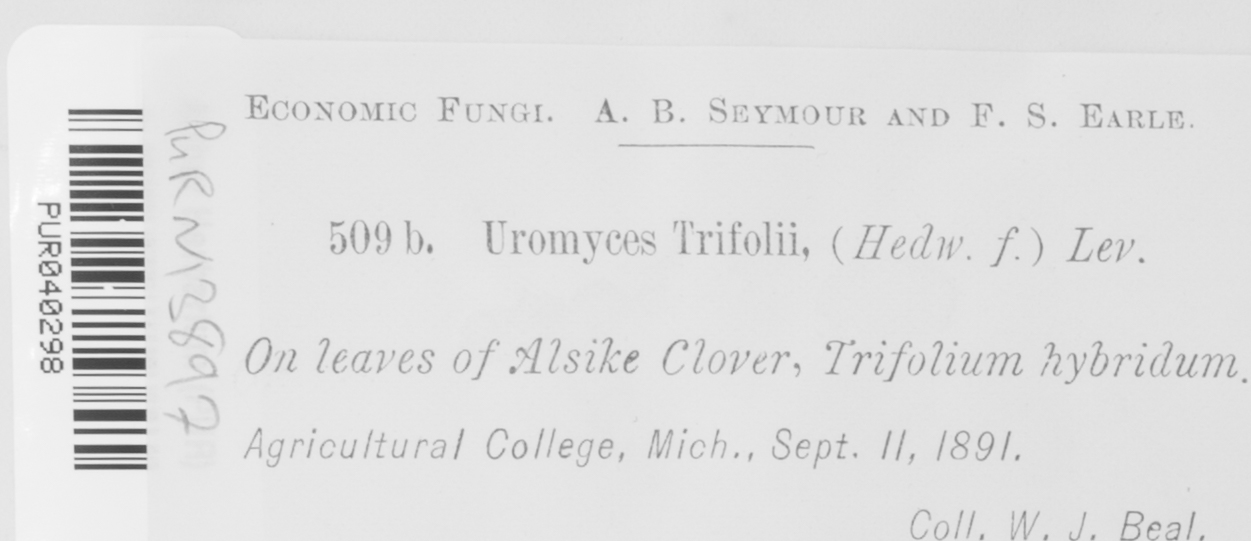 ECONOMIC FUNGI. A. B. SEYMOUR AND F. S. EARLE.
509 b. Uromyces Trifolii, (Hedw. f.) Lev.
On leaves of Alsike Clover, Trifolium hybridum.
Agricultural College, Mich., Sept. 11, 1891.
Coll. W. J. Beal.
PUR040298
PUR N13897